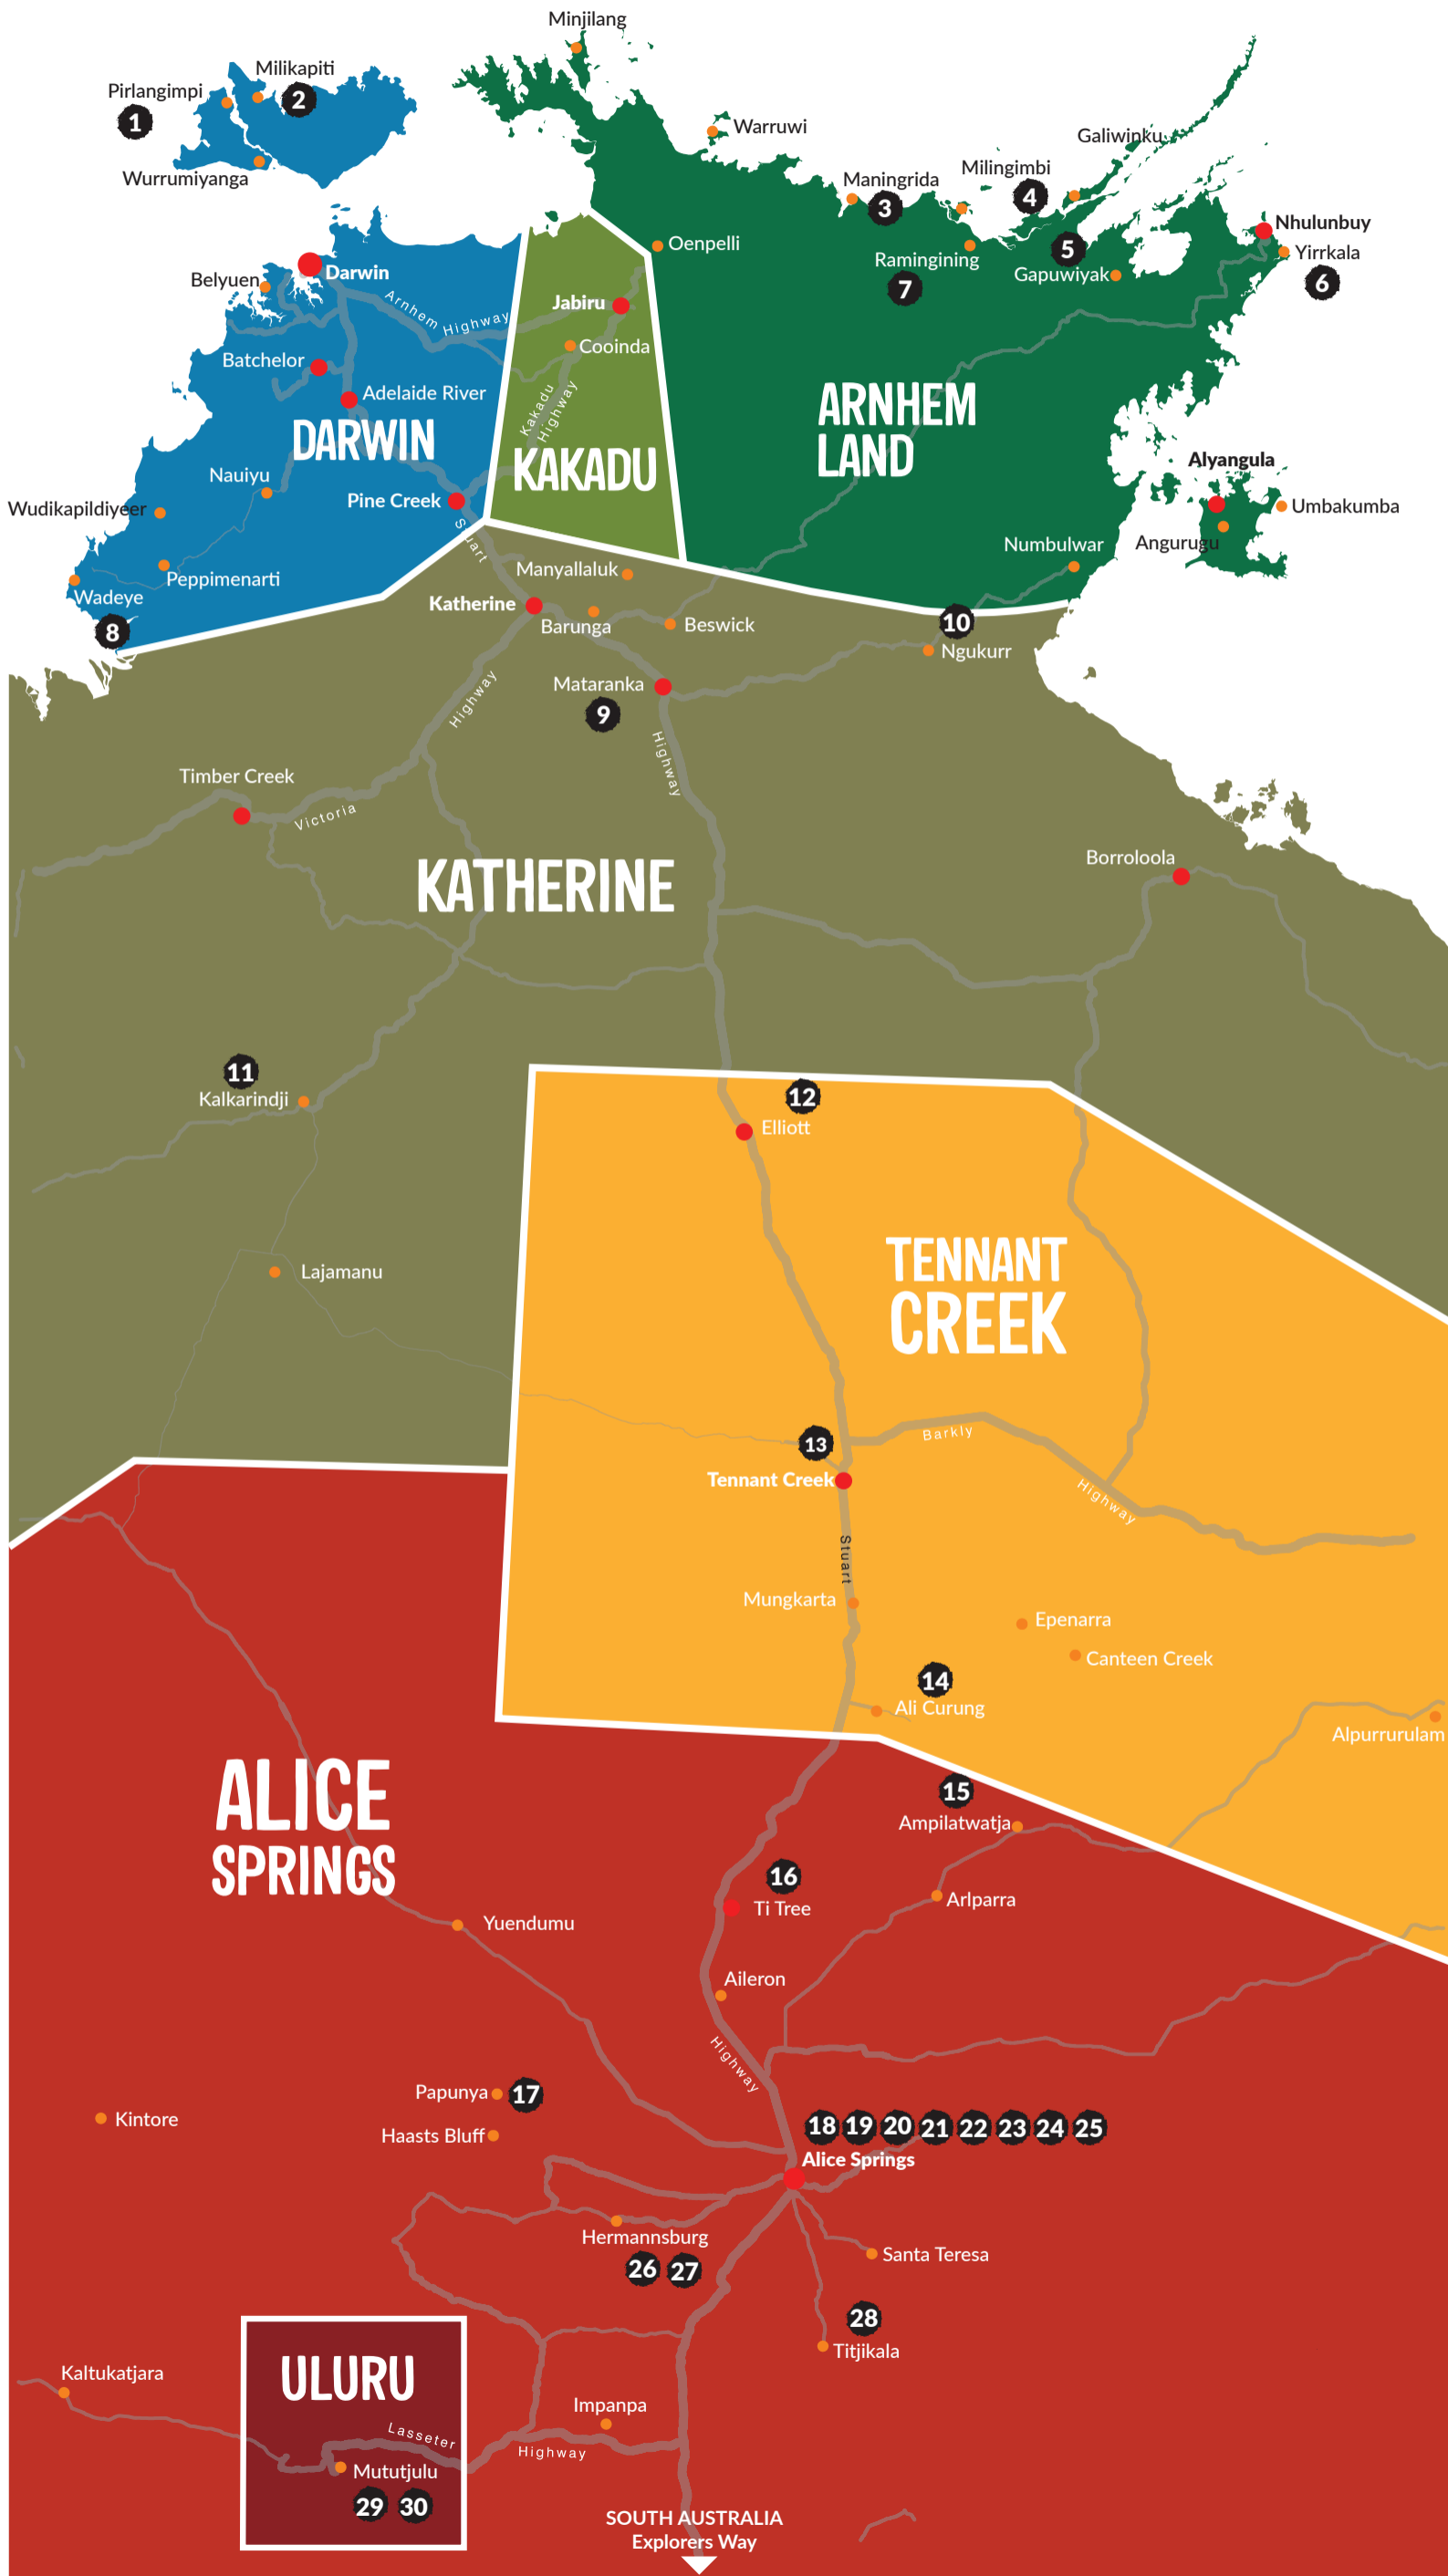 Minjilang
Milikapiti
Pirlangimpi
2
1
Wurrumiyanga
Warruwi
Galiwinku
Milingimbi
Maningrida
4
3
Nhulunbuy
Oenpelli
5
Yirrkala
Ramingining
Gapuwiyak
6
7
Darwin
Belyuen
Arnhem Highway
Jabiru
Cooinda
Batchelor
Adelaide River
Kakadu
Highway
ARNHEM
LAND
DARWIN
KAKADU
Nauiyu
Pine Creek
Wudikapildiyeer
Alyangula
Umbakumba
Angurugu
Numbulwar
Stuart
Peppimenarti
Wadeye
8
Manyallaluk
Katherine
Barunga
Beswick
10
Ngukurr
Mataranka
9
Highway
Highway
Timber Creek
Victoria
KATHERINE
Borroloola
11
Kalkarindji
12
Elliott
Lajamanu
TENNANT
CREEK
13
Barkly
Tennant Creek
Highway
Stuart
Mungkarta
Epenarra
Canteen Creek
14
Ali Curung
Alpurrurulam
ALICE
SPRINGS
15
Ampilatwatja
16
Ti Tree
Arlparra
Yuendumu
Aileron
Highway
Papunya 17
Kintore
Haasts Bluff
18 19 20 21 22 23 24 25
Alice Springs
Hermannsburg
26 27
Santa Teresa
28
Titjikala
Kaltukatjara
ULURU
Impanpa
Lasseter
Highway
Mututjulu
29 30
SOUTH AUSTRALIA
Explorers Way